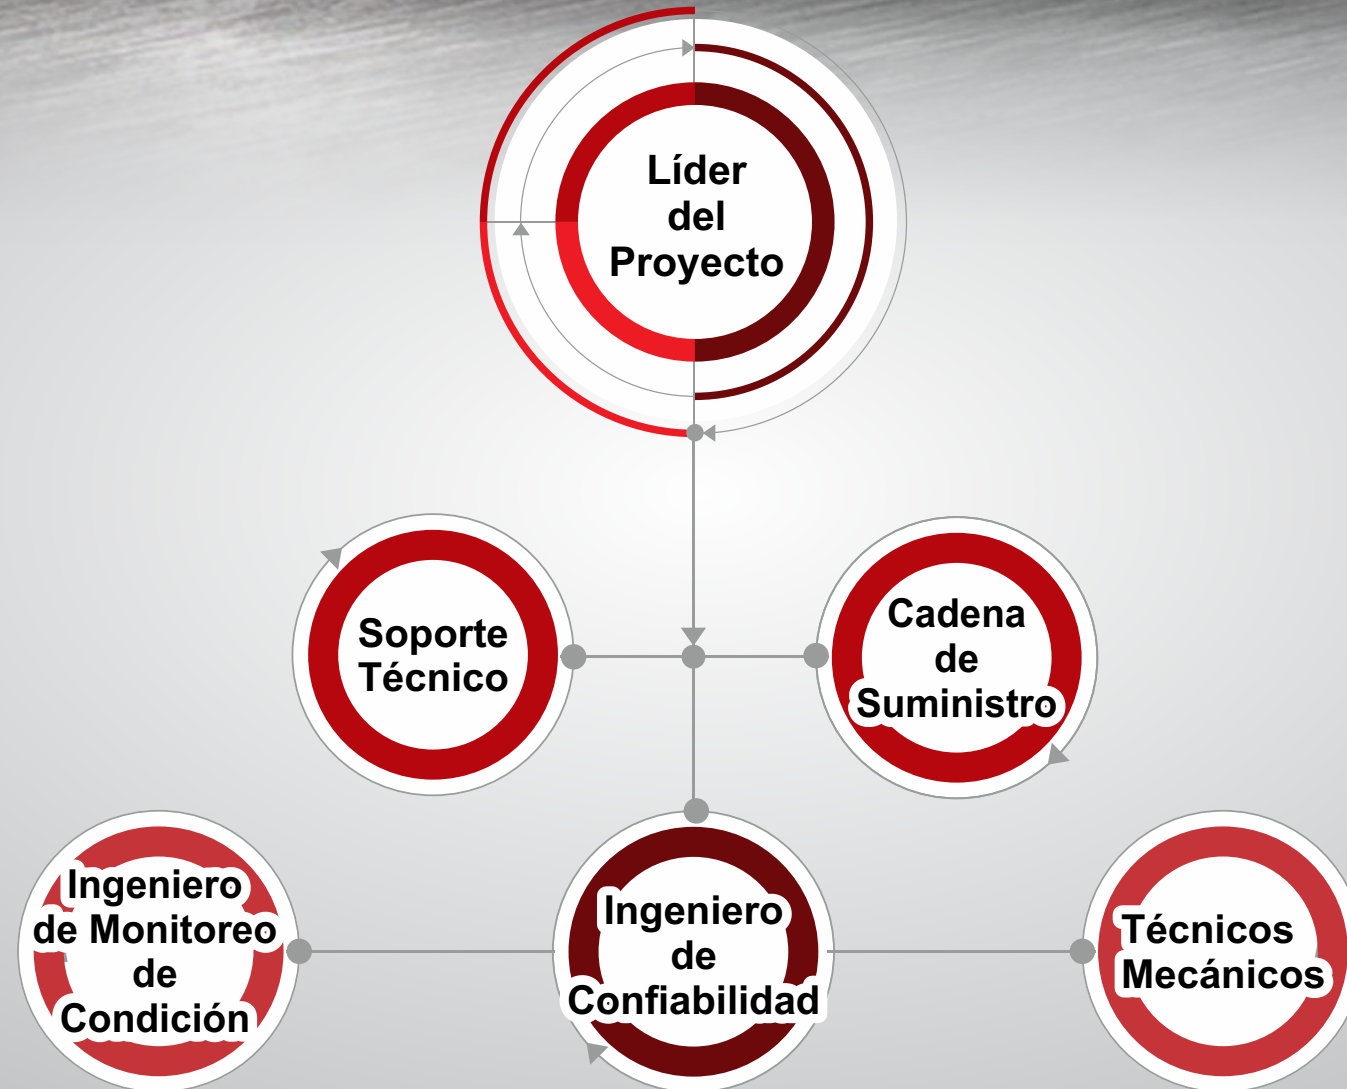 Líder
del
Proyecto
Soporte
Técnico
Cadena
de
Suministro
Ingeniero
de Monitoreo
de
Condición
Ingeniero
de
Confiabilidad
Técnicos
Mecánicos